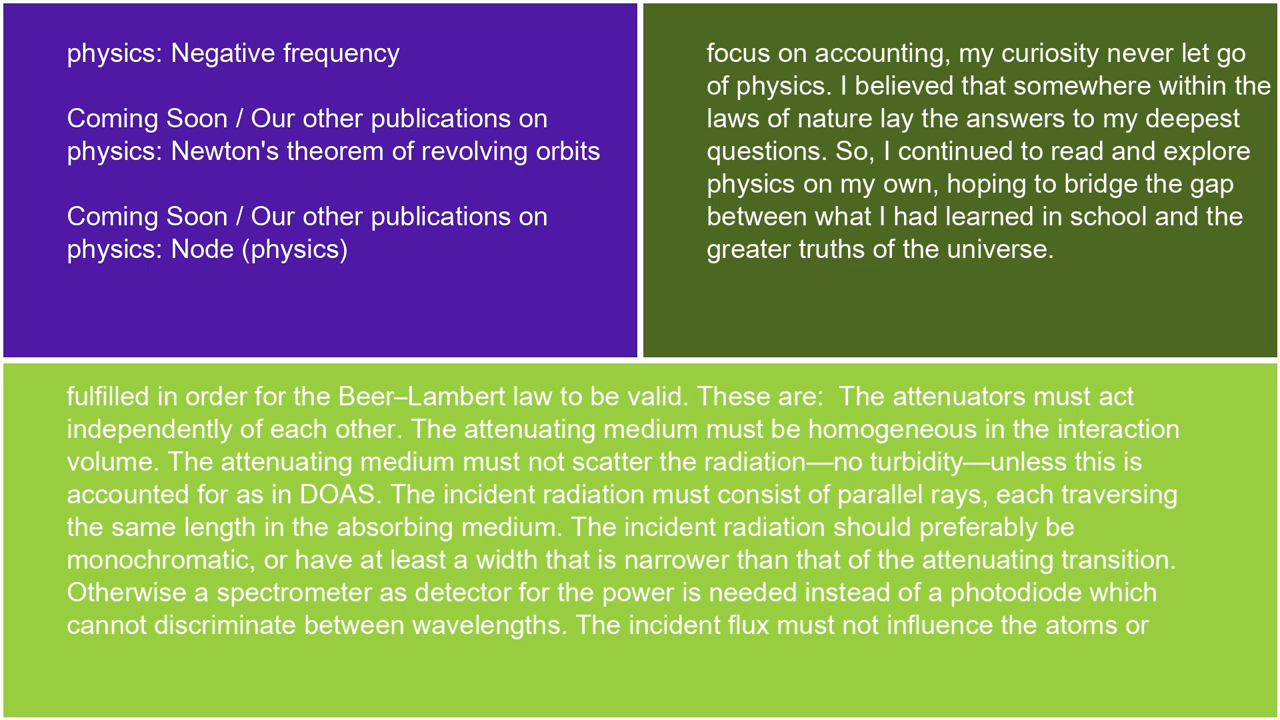 physics: Negative frequency
Coming Soon / Our other publications on
physics: Newton's theorem of revolving orbits
Coming Soon / Our other publications on
physics: Node (physics)
focus on accounting, my curiosity never let go
of physics. I believed that somewhere within the
laws of nature lay the answers to my deepest
questions. So, I continued to read and explore
physics on my own, hoping to bridge the gap
between what I had learned in school and the
greater truths of the universe.
fulfilled in order for the Beer–Lambert law to be valid. These are:  The attenuators must act
independently of each other. The attenuating medium must be homogeneous in the interaction
volume. The attenuating medium must not scatter the radiation—no turbidity—unless this is
accounted for as in DOAS. The incident radiation must consist of parallel rays, each traversing
the same length in the absorbing medium. The incident radiation should preferably be
monochromatic, or have at least a width that is narrower than that of the attenuating transition.
Otherwise a spectrometer as detector for the power is needed instead of a photodiode which
cannot discriminate between wavelengths. The incident flux must not influence the atoms or